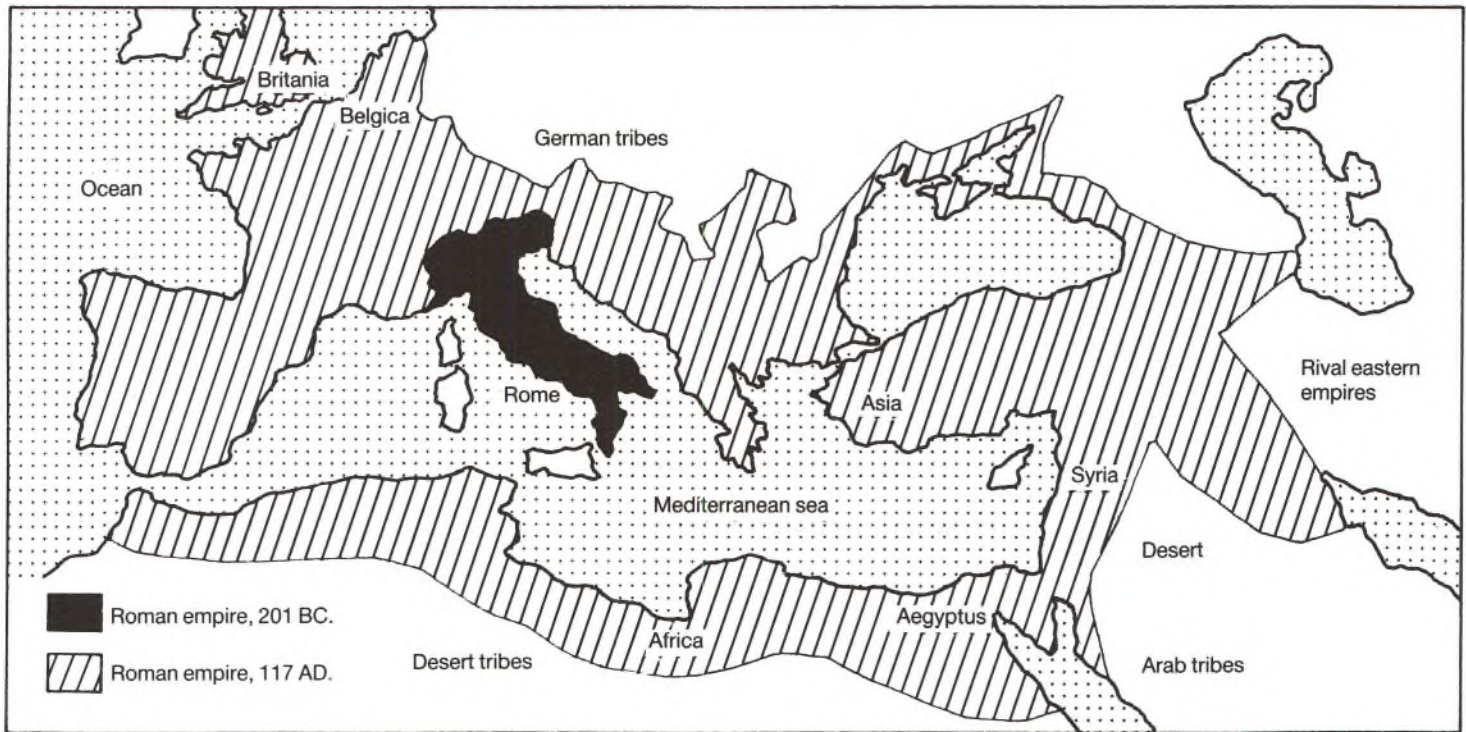 Britania
Belgica
German tribes
Ocean
Rome
Asia
Rival eastern
empires
Syria
Mediterranean sea
Desert
Aegyptus
Africa
Desert tribes
Arab tribes
Roman empire, 201 BC.
Roman empire, 117 AD.